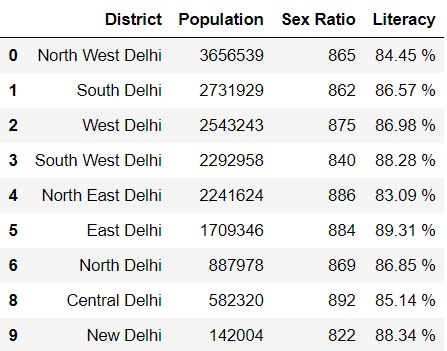 District Population Sex Ratio Literacy
0 North West Delhi 3656539 865 84.45 %
1 South Delhi 2731929 862 86.57 %
2 West Delhi 2543243 875 86.98 %
3 South West Delhi 2292958 840 88.28 %
4 North East Delhi 2241624 886 83.09 %
5 East Delhi 1709346 884 89.31 %
6 North Delhi 887978 869 86.85 %
8 Central Delhi 582320 892 85.14 %
9 New Delhi 142004 822 88.34 %